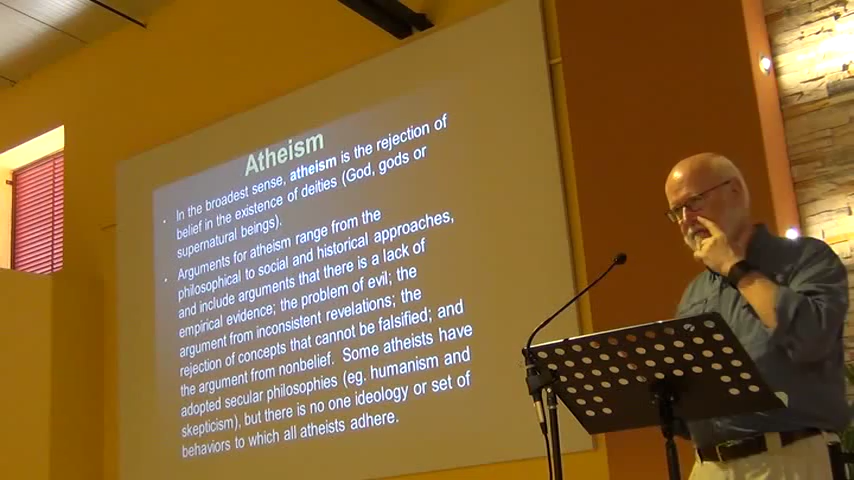 Atheism
• In the broadest sense, atheism is the rejection of
belief in the existence of deities (God, gods or
supernatural beings).
• Arguments for atheism range from the
philosophical to social and historical approaches,
and include arguments that there is a lack of
empirical evidence; the problem of evil; the
argument from inconsistent revelations; the
rejection of concepts that cannot be falsified; and
the argument from nonbelief. Some atheists have
adopted secular philosophies (eg. humanism and
skepticism), but there is no one ideology or set of
behaviors to which all atheists adhere.